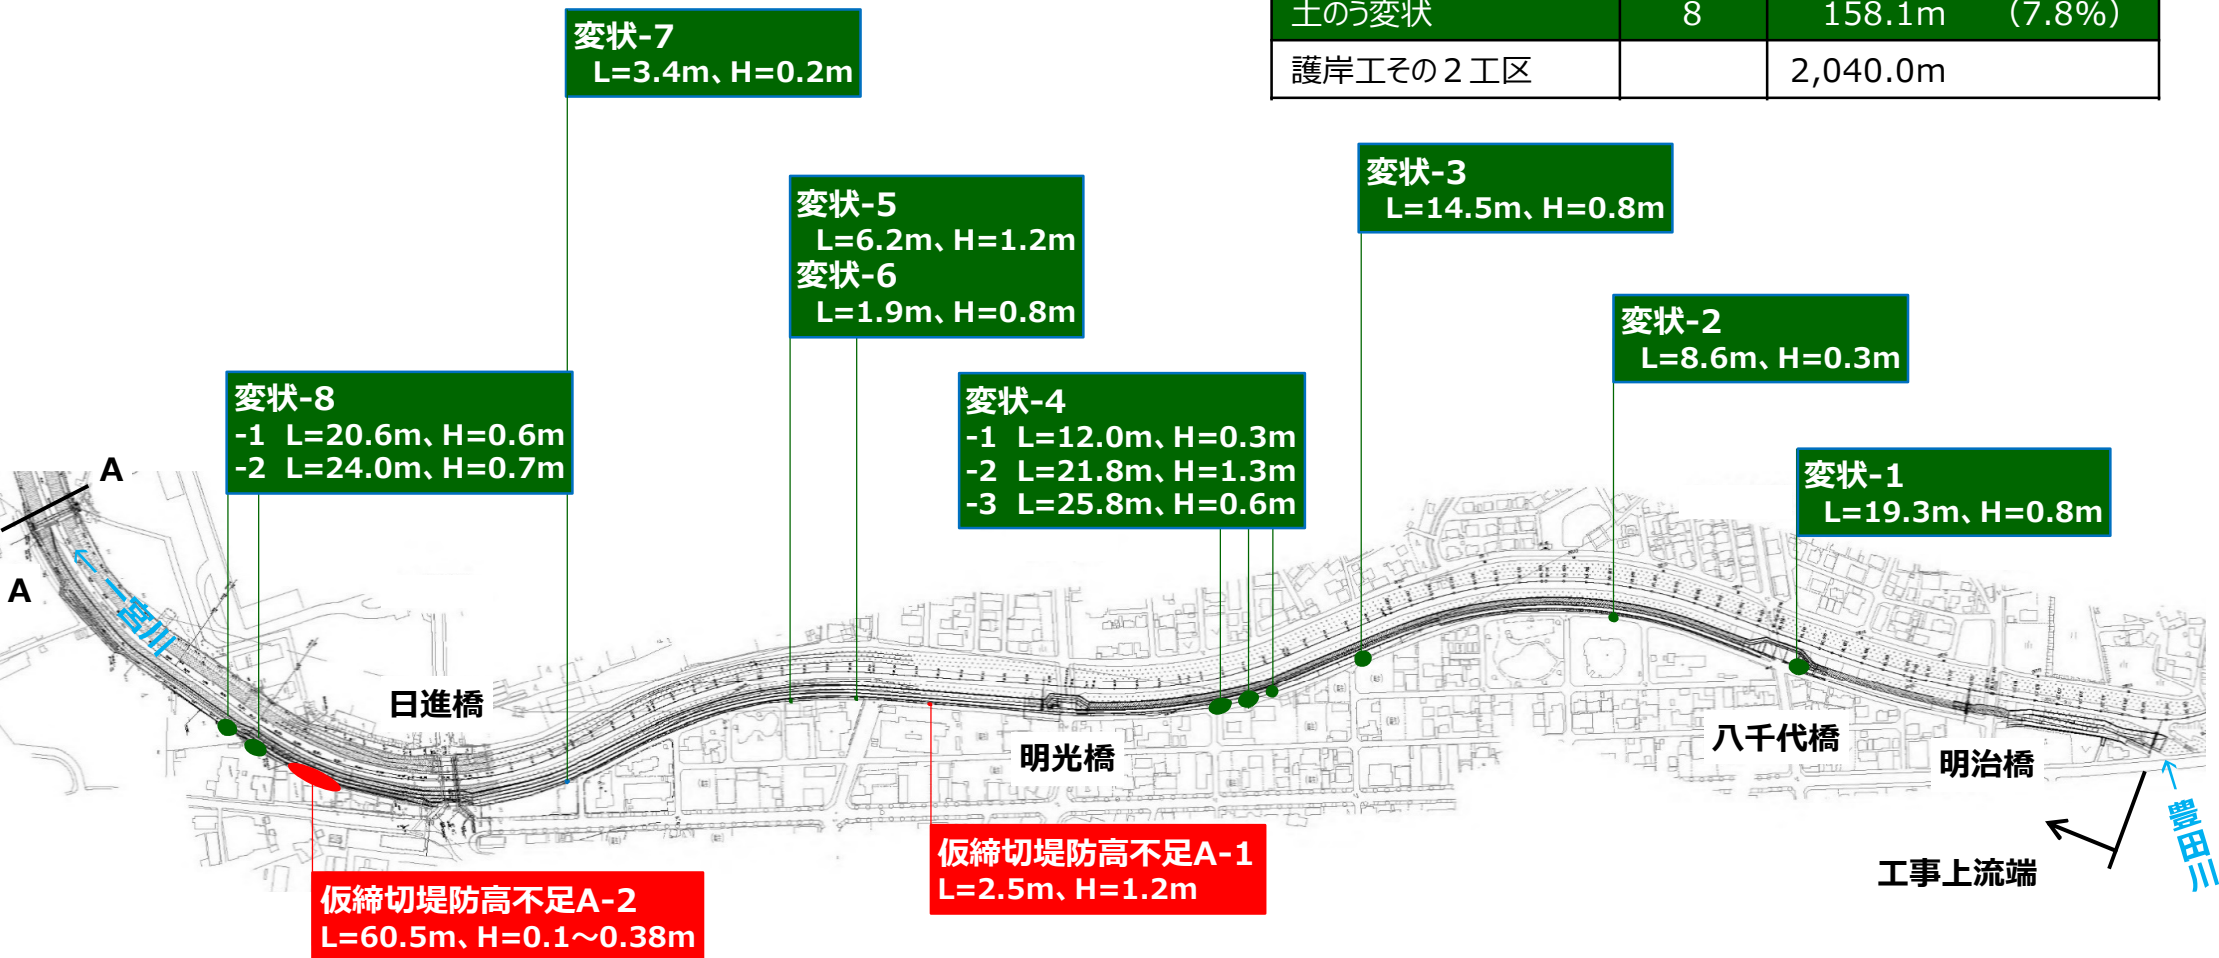 土のう変状 8 158.1m (7.8%)
護岸工その2工区 2,040.0m
変状-7
L=3.4m、H=0.2m
変状-3
L=14.5m、H=0.8m
変状-5
L=6.2m、H=1.2m
変状-6
L=1.9m、H=0.8m
変状-2
L=8.6m、H=0.3m
変状-8
-1 L=20.6m、H=0.6m
-2 L=24.0m、H=0.7m
変状-4
-1 L=12.0m、H=0.3m
-2 L=21.8m、H=1.3m
-3 L=25.8m、H=0.6m
変状-1
L=19.3m、H=0.8m
A
A
←一宮川
日進橋
明光橋
八千代橋
明治橋
←豊田川
工事上流端
仮締切堤防高不足A-1
L=2.5m、H=1.2m
仮締切堤防高不足A-2
L=60.5m、H=0.1～0.38m